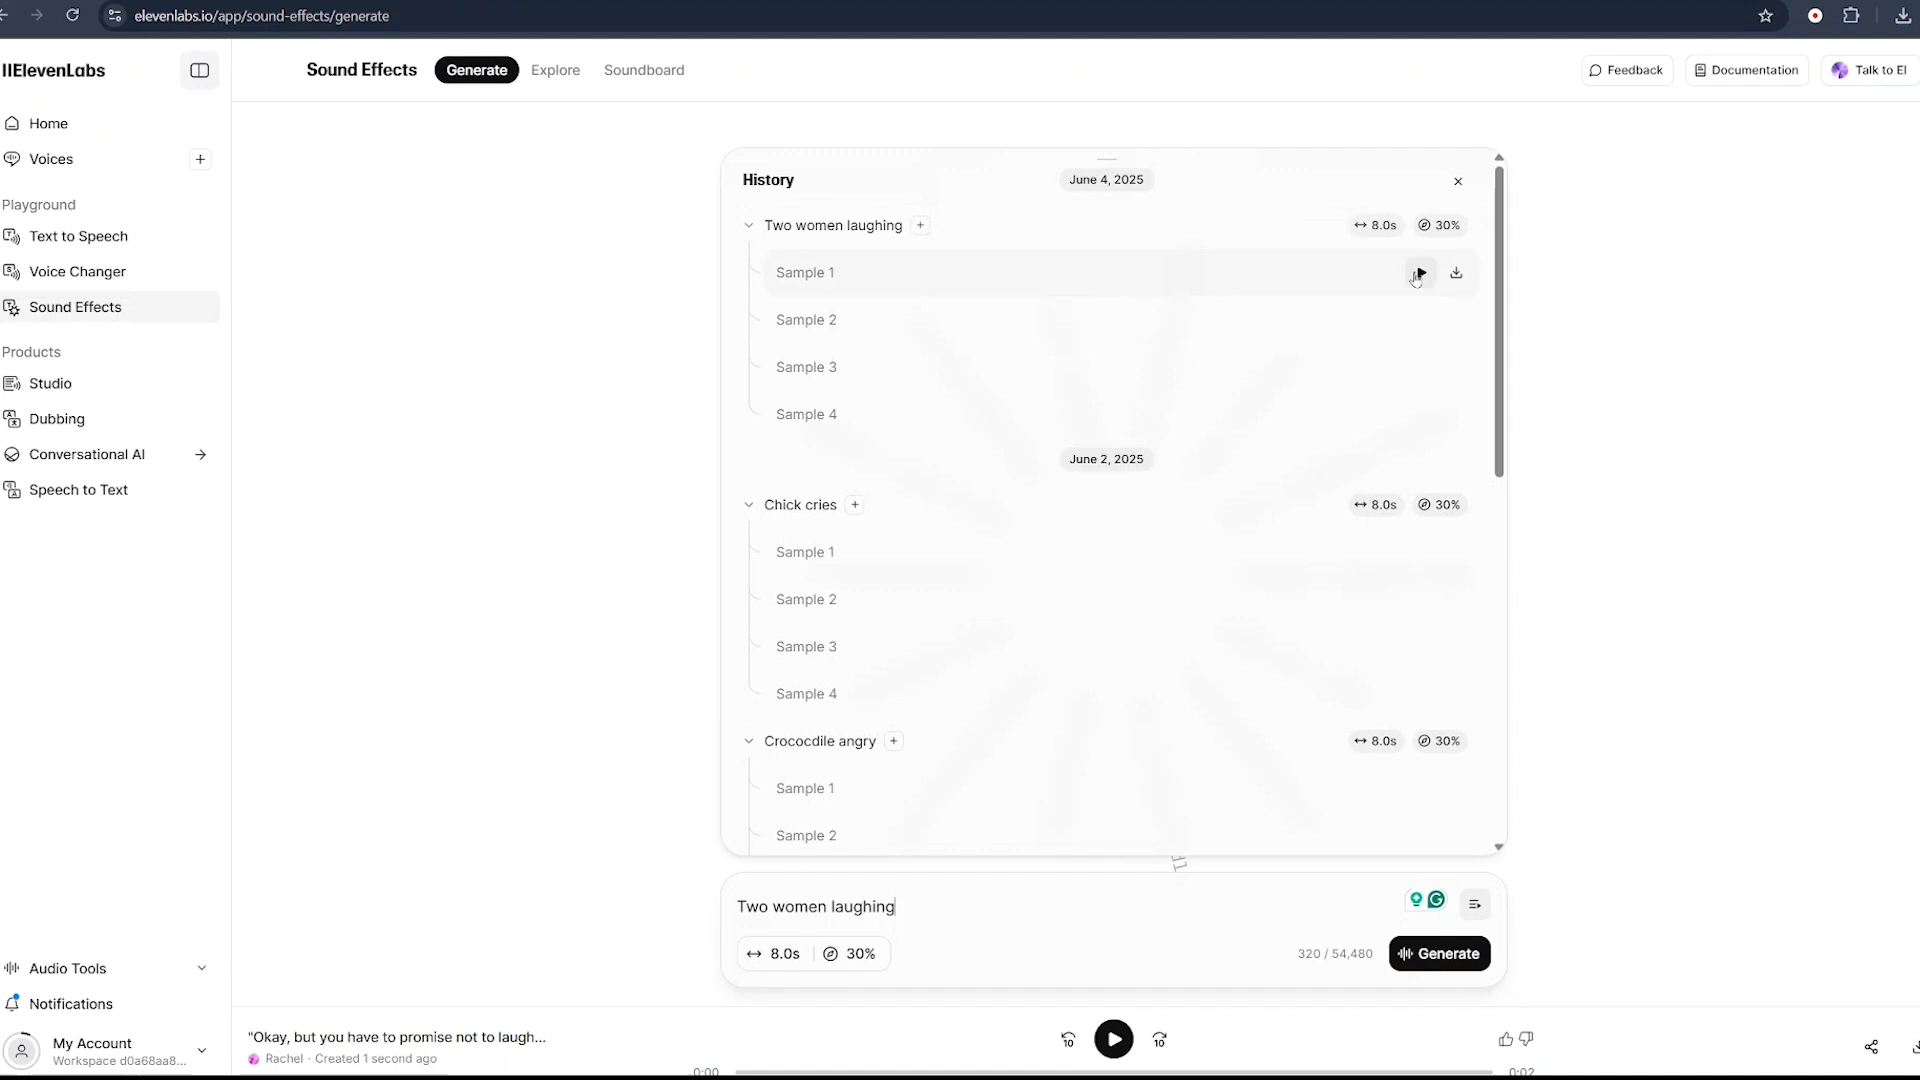 elevenlabs.io/app/sound-effects/generate
IIElevenLabs
Sound Effects
Generate
Explore
Soundboard
Feedback
Documentation
Talk to El
Home
Voices
Playground
Text to Speech
Voice Changer
Sound Effects
Products
Studio
Dubbing
Conversational AI
Speech to Text
History
June 4, 2025
Two women laughing
8.0s
30%
Sample 1
Sample 2
Sample 3
Sample 4
June 2, 2025
Chick cries
8.0s
30%
Sample 1
Sample 2
Sample 3
Sample 4
Crococdile angry
8.0s
30%
Sample 1
Sample 2
Two women laughing
8.0s
30%
320 / 54,480
Generate
Audio Tools
Notifications
My Account
Workspace d0a68aa8...
"Okay, but you have to promise not to laugh...
Rachel · Created 1 second ago
10
10
0:00
0:02